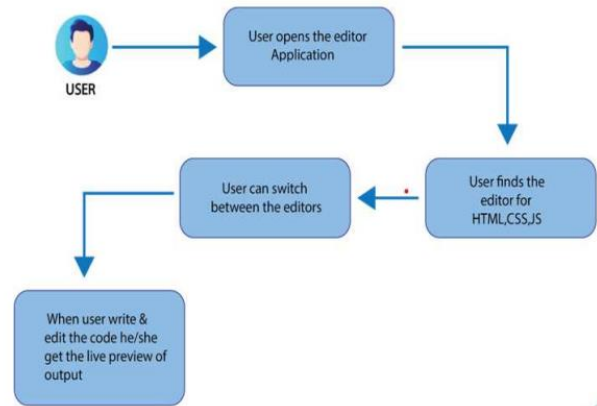 USER
User opens the editor
Application
User finds the
editor for
HTML,CSS,JS
User can switch
between the editors
When user write &
edit the code he/she
get the live preview of
output